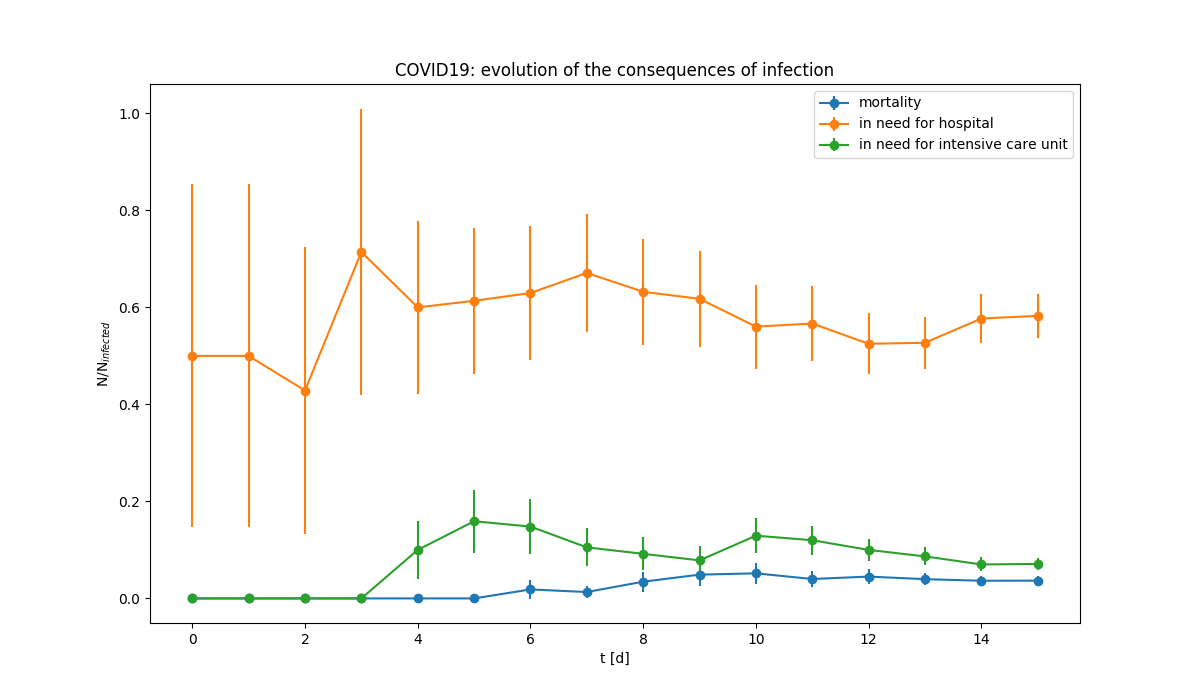 COVID19: evolution of the consequences of infection
mortality
in need for hospital
in need for intensive care unit
1.0
0.8
0.6
0.4
0.2
0.0
N/N_infected
0 2 4 6 8 10 12 14
t [d]